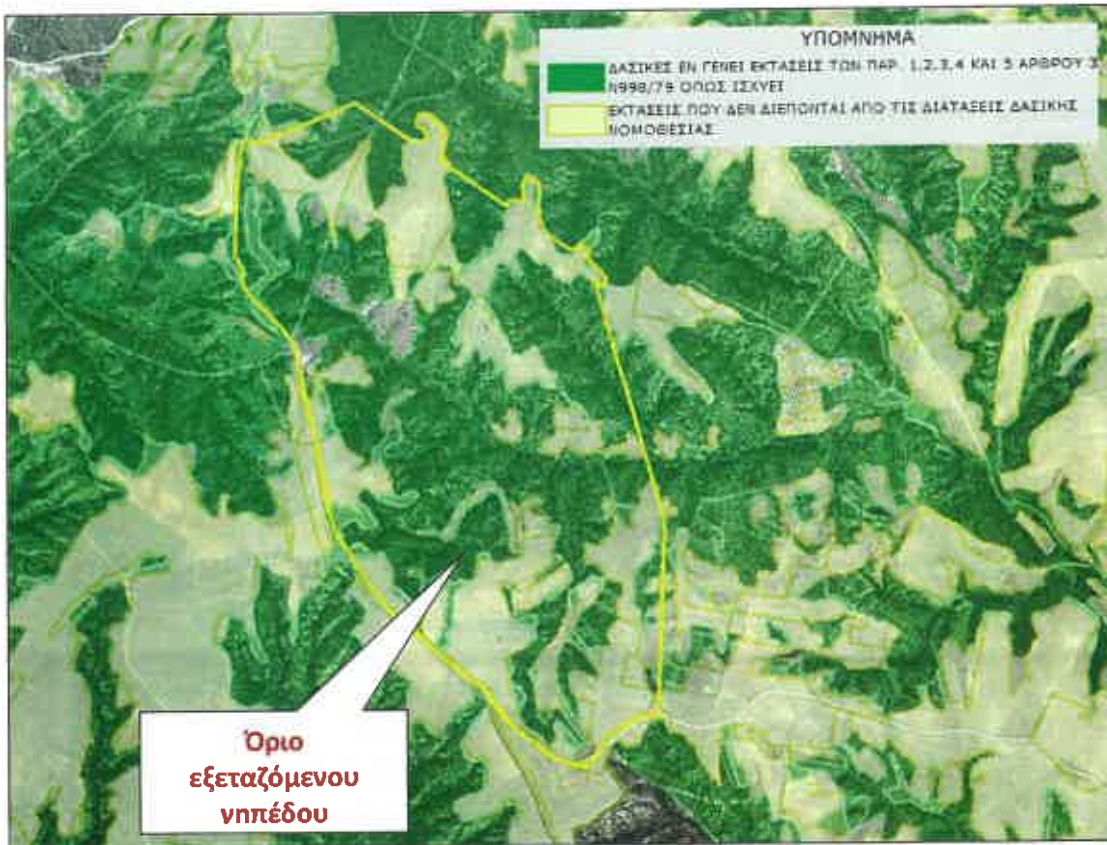 ΥΠΟΜΝΗΜΑ
ΔΑΣΙΚΕΣ ΕΝ ΓΕΝΕΙ ΕΚΤΑΣΕΙΣ ΤΩΝ ΠΑΡ. 1,2,3,4 ΚΑΙ 5 ΑΡΘΡΟΥ 3
Ν998/79 ΟΠΩΣ ΙΣΧΥΕΙ
ΕΚΤΑΣΕΙΣ ΠΟΥ ΔΕΝ ΔΙΕΠΟΝΤΑΙ ΑΠΟ ΤΙΣ ΔΙΑΤΑΞΕΙΣ ΔΑΣΙΚΗΣ
ΝΟΜΟΘΕΣΙΑΣ
Όριο
εξεταζόμενου
νηπέδου